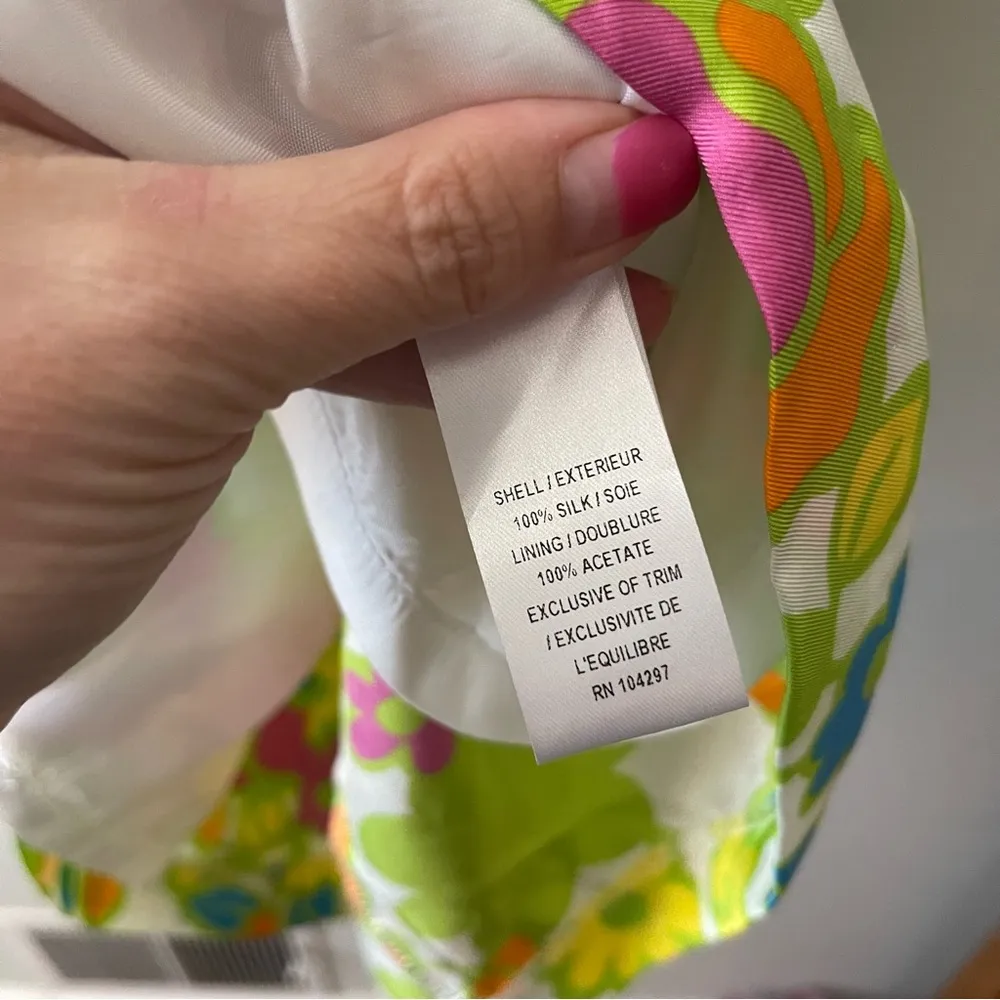 SHELL / EXTERIEUR
100% SILK / SOIE
LINING / DOUBLURE
100% ACETATE
EXCLUSIVE OF TRIM
/ EXCLUSIVITE DE
L'EQUILIBRE
RN 104297